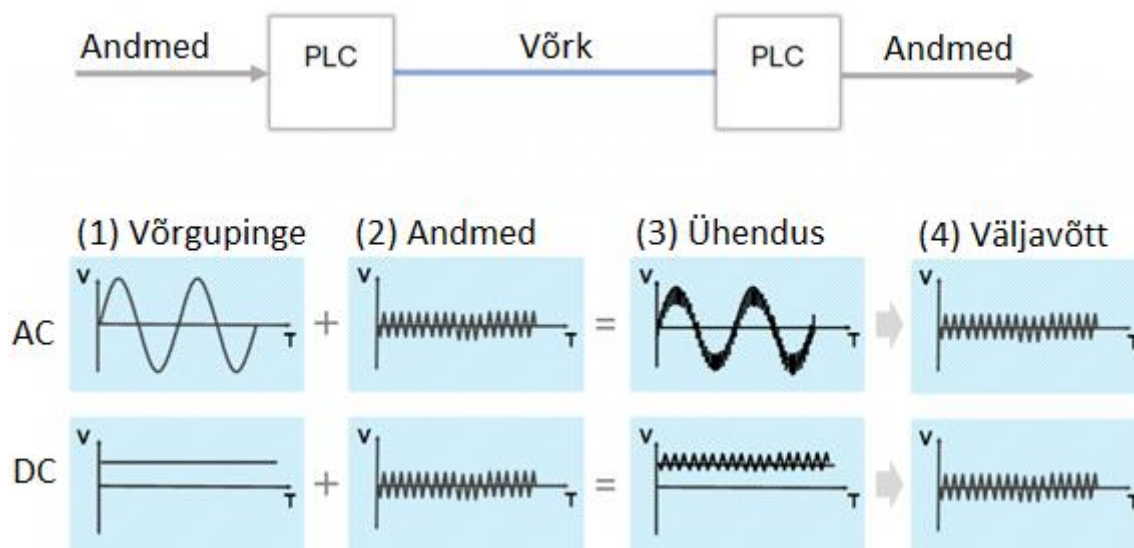 Andmed PLC Võrk PLC Andmed
(1) Võrgupinge (2) Andmed (3) Ühendus (4) Väljavõtt
AC V T + V T = V T V T
DC V T + V T = V T V T